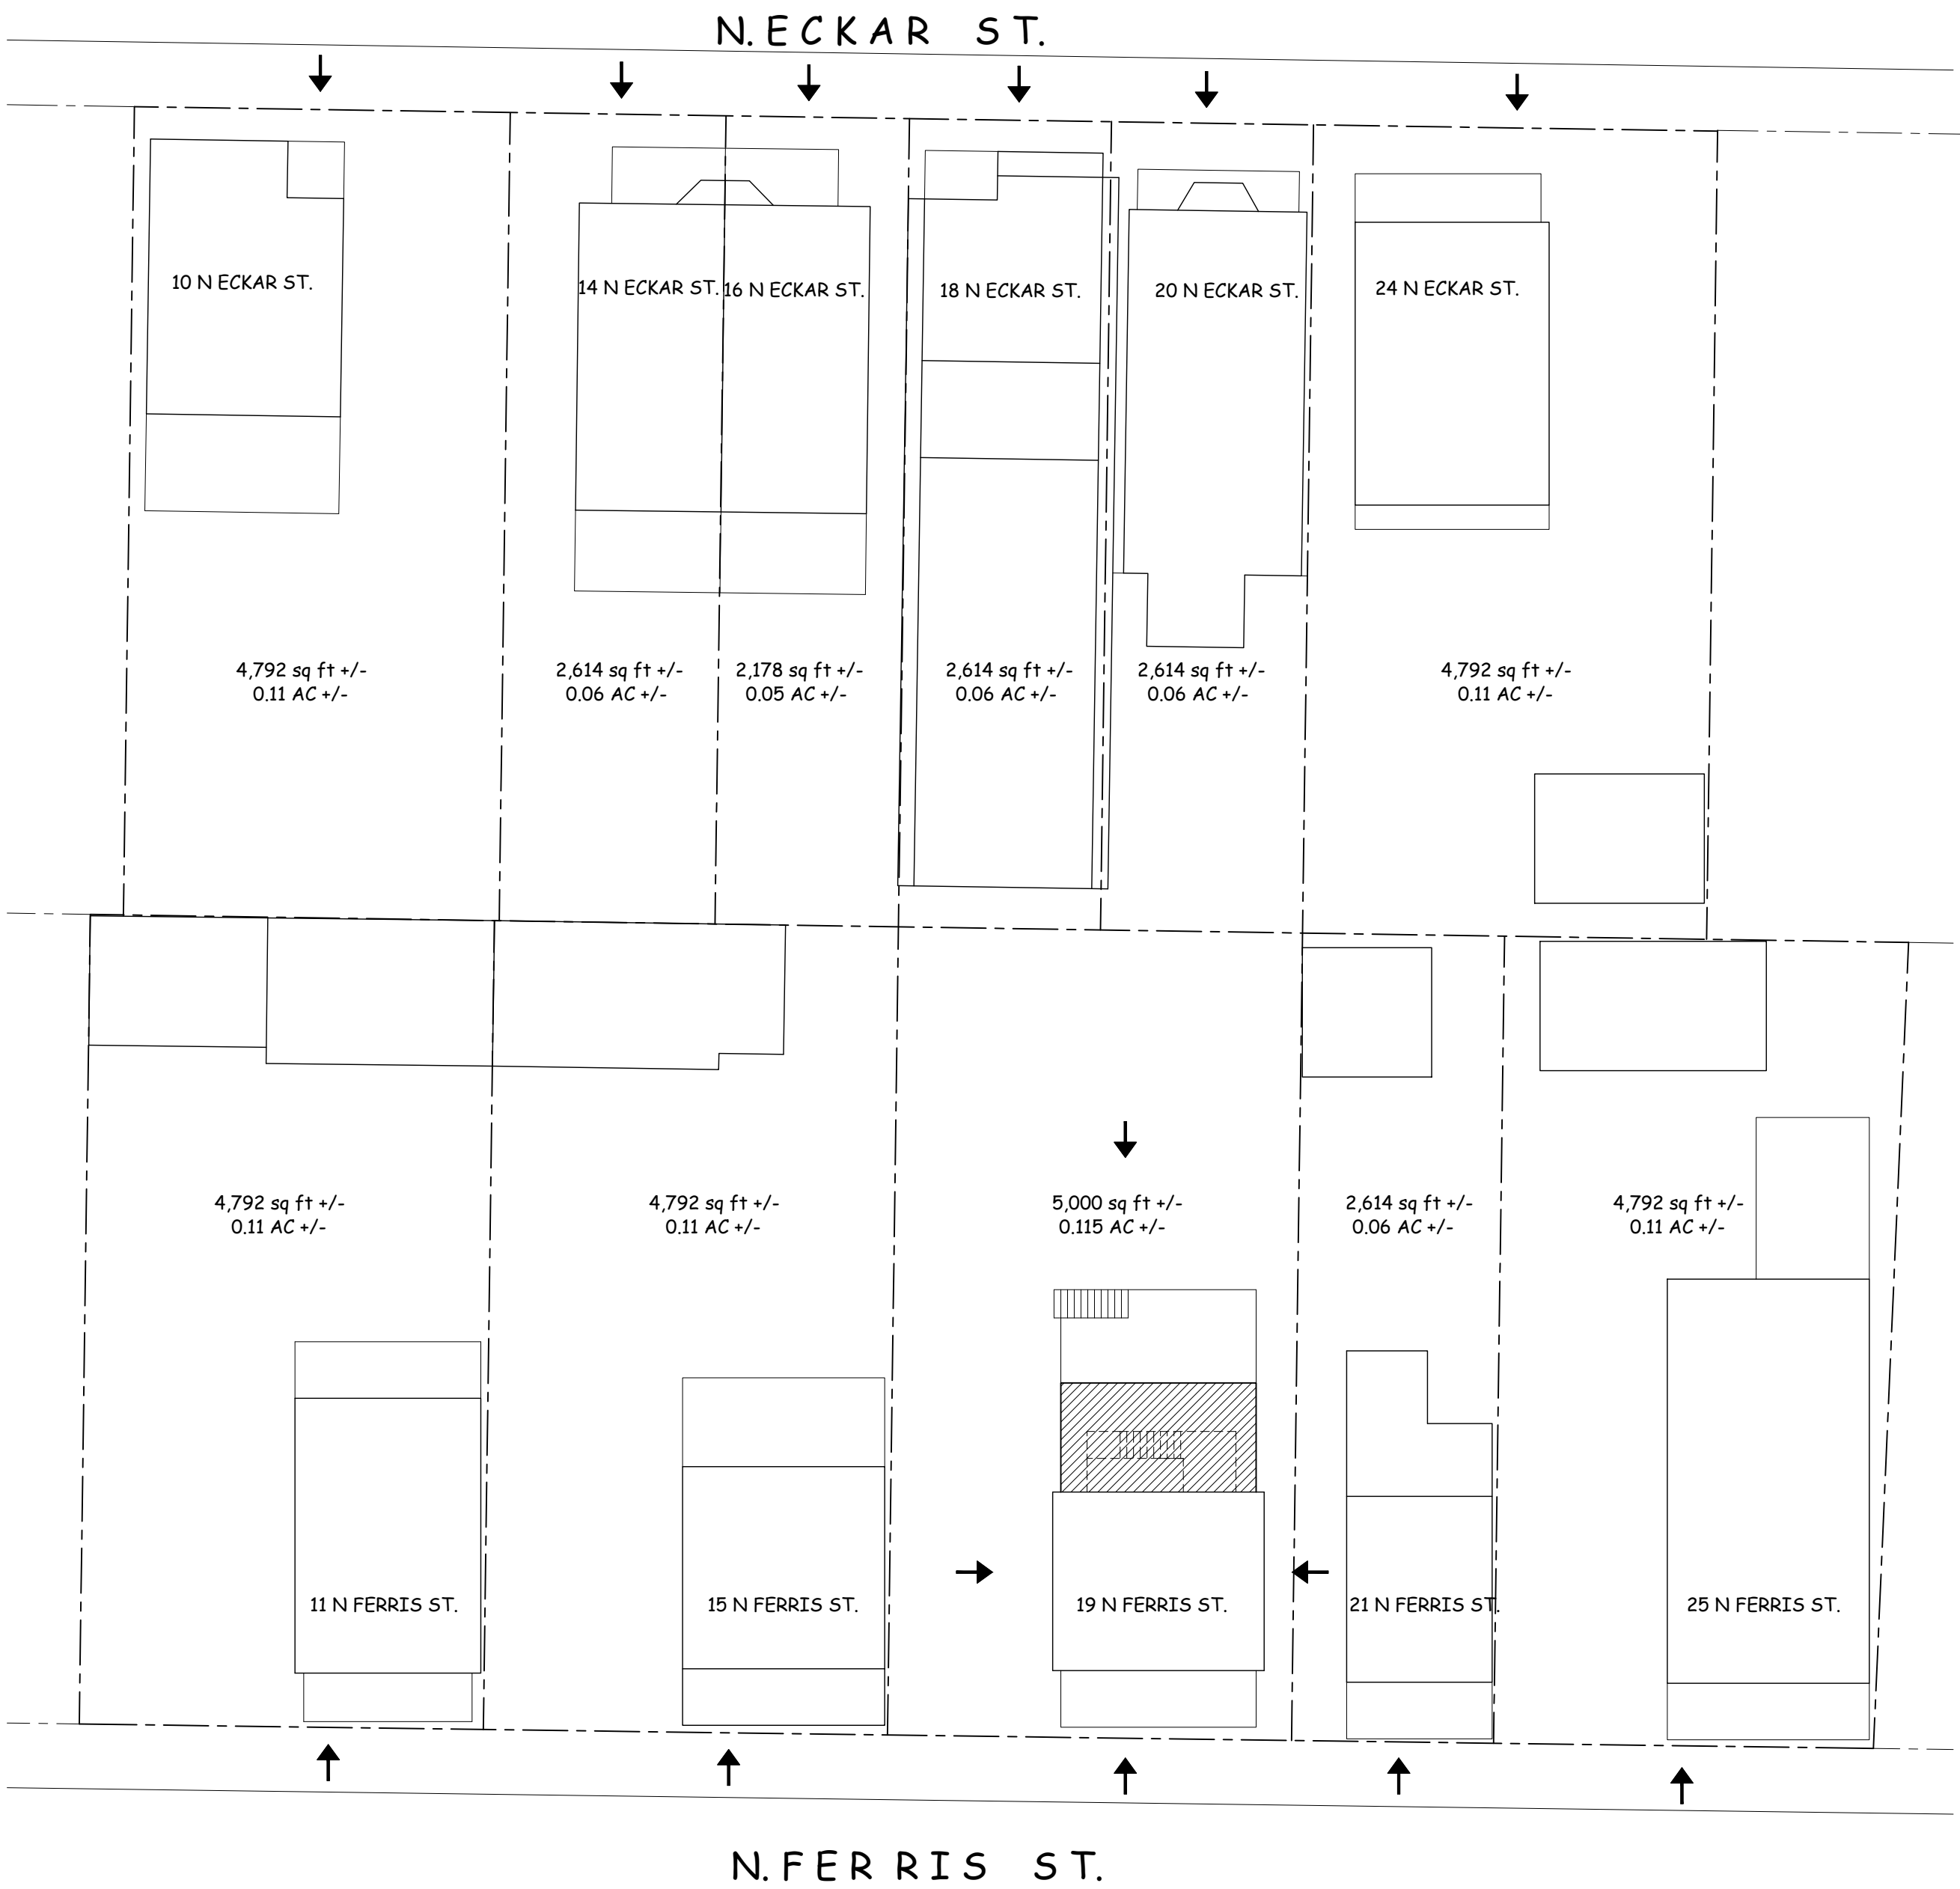 N. ECKAR ST.
10 N ECKAR ST.
14 N ECKAR ST.
16 N ECKAR ST.
18 N ECKAR ST.
20 N ECKAR ST.
24 N ECKAR ST.
4,792 sq ft +/-
0.11 AC +/-
2,614 sq ft +/-
0.06 AC +/-
2,178 sq ft +/-
0.05 AC +/-
2,614 sq ft +/-
0.06 AC +/-
2,614 sq ft +/-
0.06 AC +/-
4,792 sq ft +/-
0.11 AC +/-
4,792 sq ft +/-
0.11 AC +/-
4,792 sq ft +/-
0.11 AC +/-
5,000 sq ft +/-
0.115 AC +/-
2,614 sq ft +/-
0.06 AC +/-
4,792 sq ft +/-
0.11 AC +/-
11 N FERRIS ST.
15 N FERRIS ST.
19 N FERRIS ST.
21 N FERRIS ST.
25 N FERRIS ST.
N. FERRIS ST.